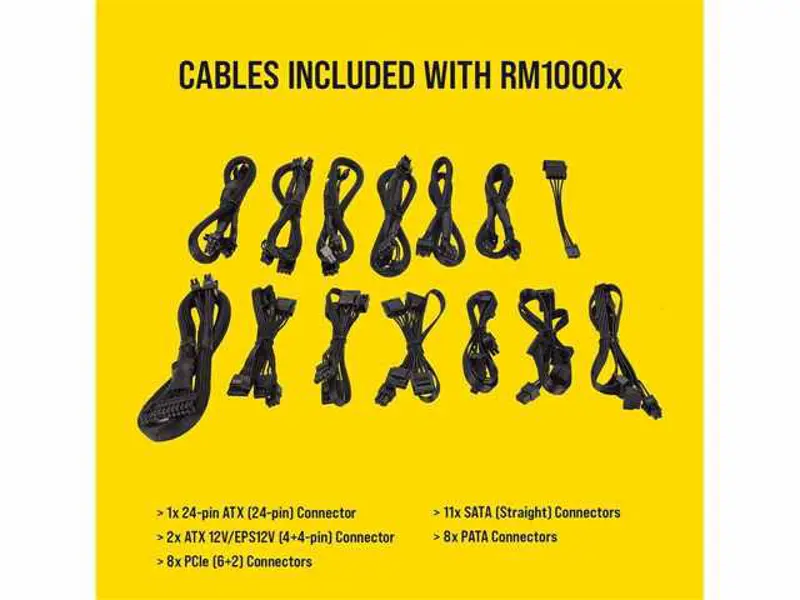 CABLES INCLUDED WITH RM1000x
> 1x 24-pin ATX (24-pin) Connector
> 2x ATX 12V/EPS12V (4+4-pin) Connector
> 8x PCIe (6+2) Connectors
> 11x SATA (Straight) Connectors
> 8x PATA Connectors